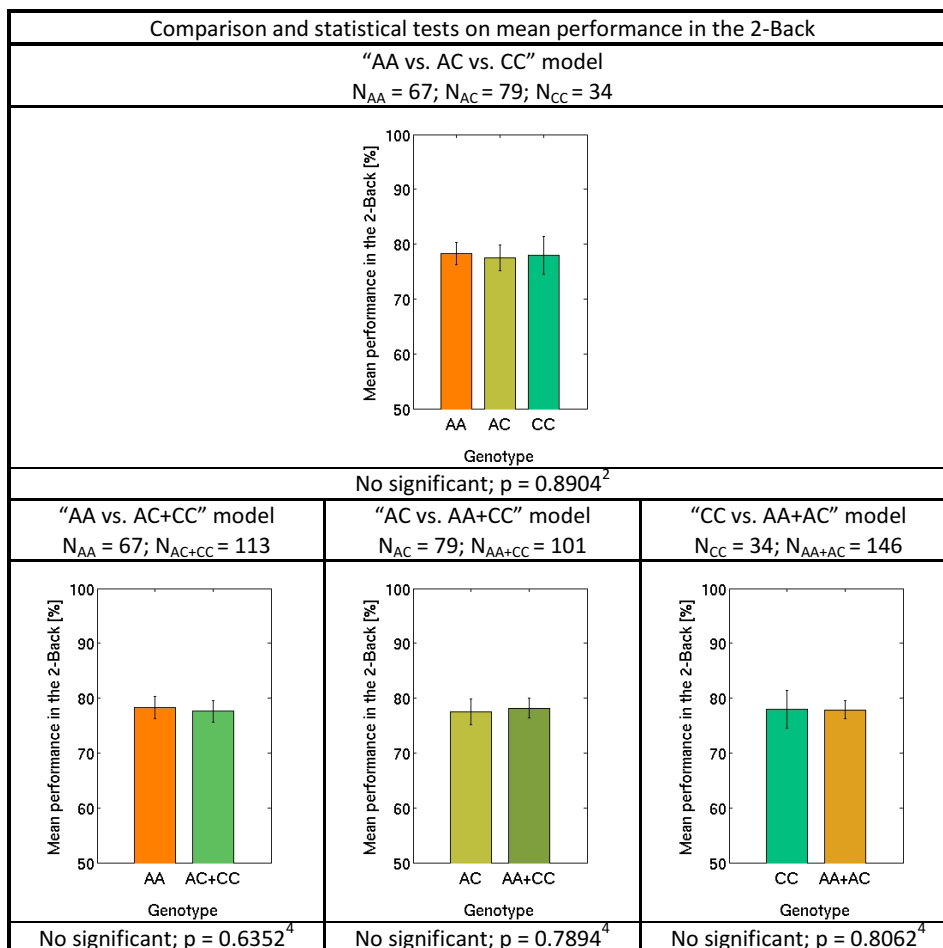 Comparison and statistical tests on mean performance in the 2-Back
“AA vs. AC vs. CC” model
N_AA = 67; N_AC = 79; N_CC = 34
Mean performance in the 2-Back [%]
100
90
80
70
60
50
AA AC CC
Genotype
No significant; p = 0.8904²
“AA vs. AC+CC” model
N_AA = 67; N_AC+CC = 113
Mean performance in the 2-Back [%]
100
90
80
70
60
50
AA AC+CC
Genotype
No significant; p = 0.6352⁴
“AC vs. AA+CC” model
N_AC = 79; N_AA+CC = 101
Mean performance in the 2-Back [%]
100
90
80
70
60
50
AC AA+CC
Genotype
No significant; p = 0.7894⁴
“CC vs. AA+AC” model
N_CC = 34; N_AA+AC = 146
Mean performance in the 2-Back [%]
100
90
80
70
60
50
CC AA+AC
Genotype
No significant; p = 0.8062⁴